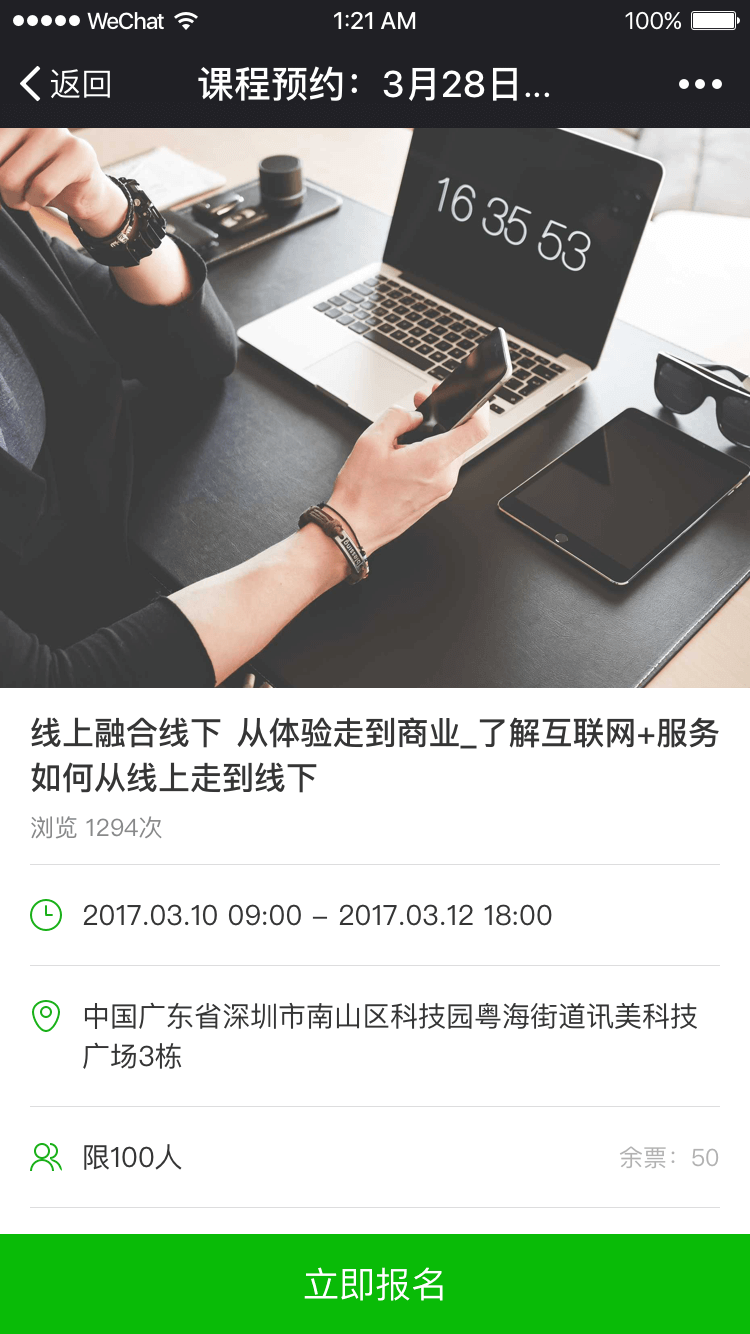 WeChat 1:21 AM 100%
返回 课程预约：3月28日...
16 35 53
线上融合线下 从体验走到商业_了解互联网+服务
如何从线上走到线下
浏览 1294次
2017.03.10 09:00 – 2017.03.12 18:00
中国广东省深圳市南山区科技园粤海街道讯美科技
广场3栋
限100人 余票：50
立即报名